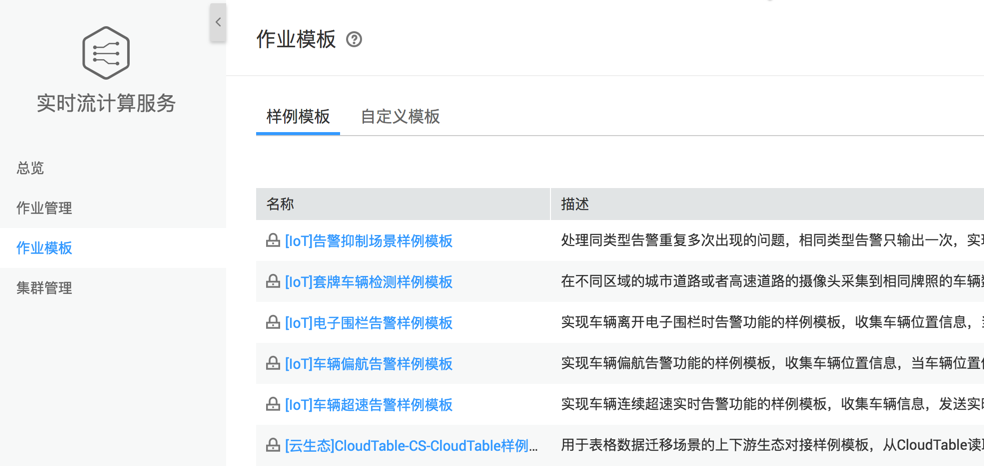 实时流计算服务
总览
作业管理
作业模板
集群管理
作业模板
样例模板 自定义模板
名称 描述
[IoT]告警抑制场景样例模板 处理同类型告警重复多次出现的问题，相同类型告警只输出一次，实
[IoT]套牌车辆检测样例模板 在不同区域的城市道路或者高速道路的摄像头采集到相同牌照的车辆
[IoT]电子围栏告警样例模板 实现车辆离开电子围栏时告警功能的样例模板，收集车辆位置信息，
[IoT]车辆偏航告警样例模板 实现车辆偏航告警功能的样例模板，收集车辆位置信息，当车辆位置
[IoT]车辆超速告警样例模板 实现车辆连续超速实时告警功能的样例模板，收集车辆信息，发送实
[云生态]CloudTable-CS-CloudTable样例... 用于表格数据迁移场景的上下游生态对接样例模板，从CloudTable读